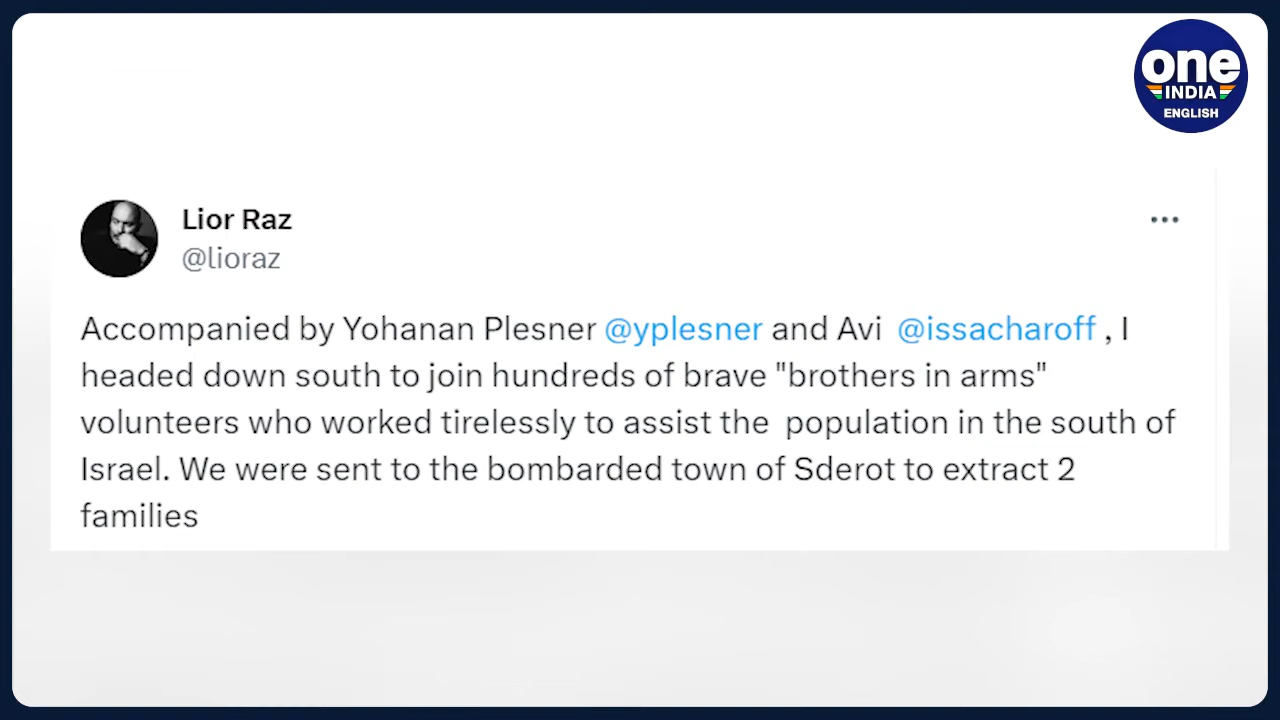 one
INDIA
ENGLISH
Lior Raz
@lioraz
Accompanied by Yohanan Plesner @yplesner and Avi @issacharoff , I
headed down south to join hundreds of brave "brothers in arms"
volunteers who worked tirelessly to assist the population in the south of
Israel. We were sent to the bombarded town of Sderot to extract 2
families